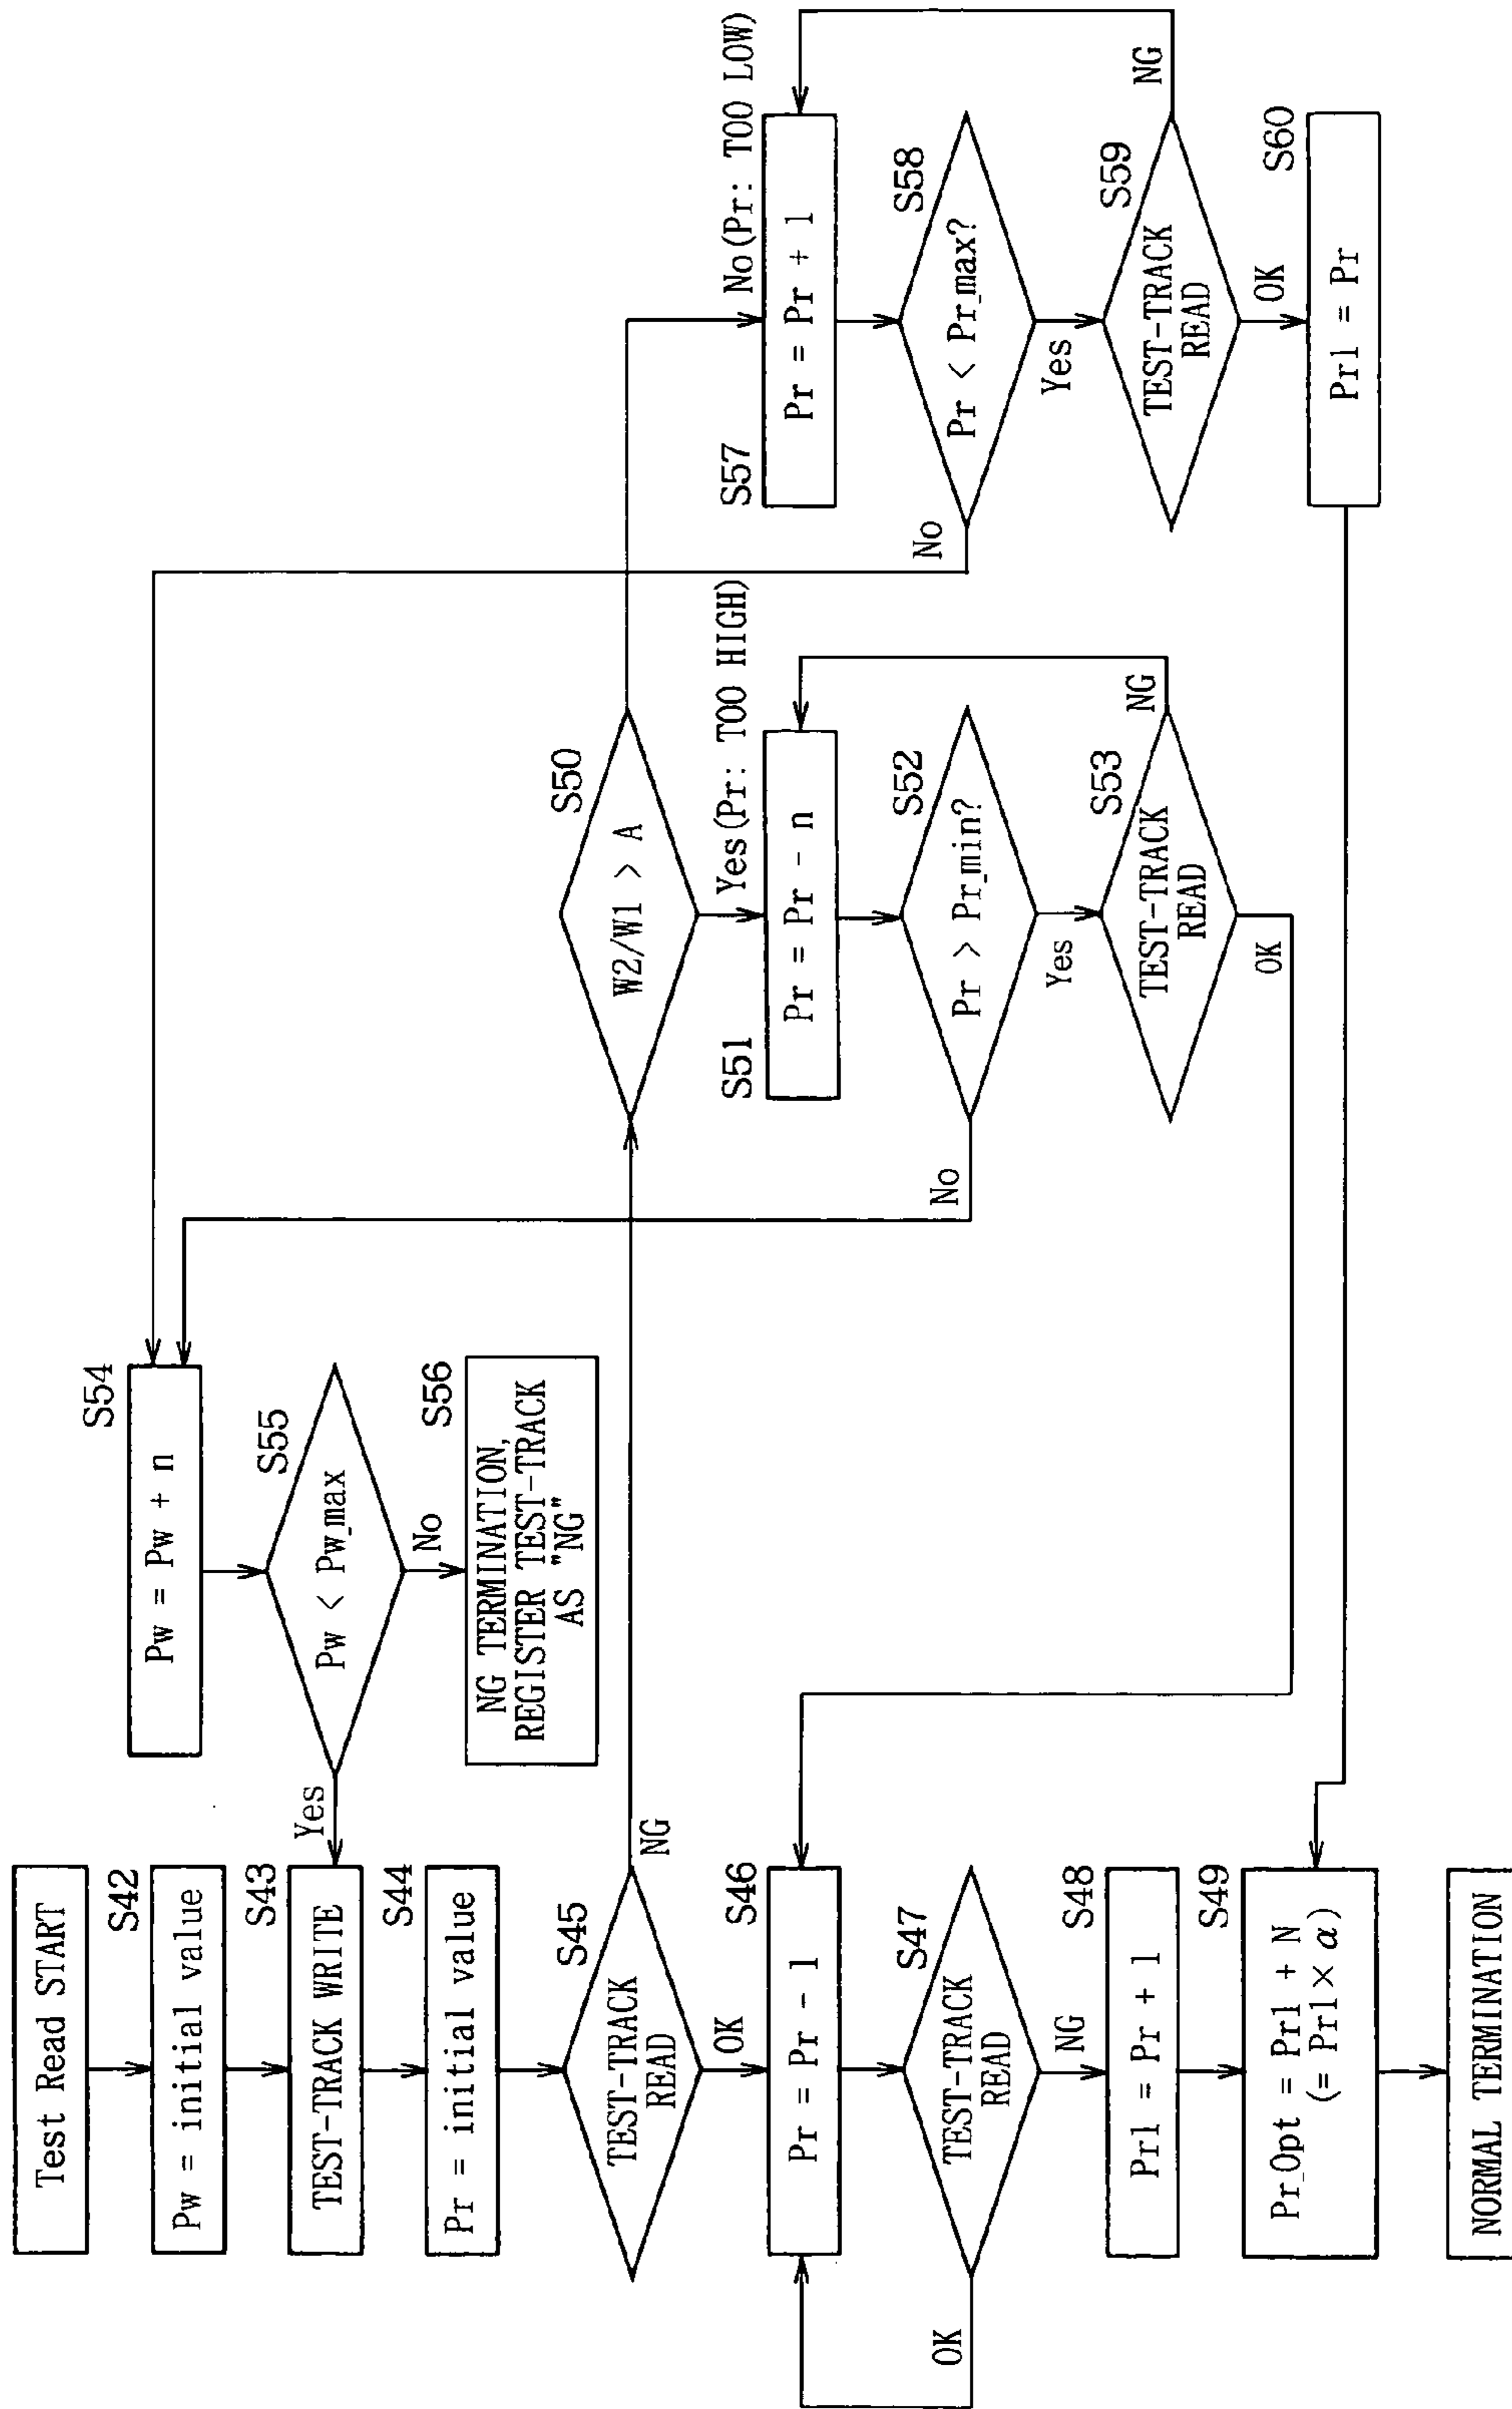 Test Read START
S42
Pw = initial value
S43
TEST-TRACK WRITE
S44
Pr = initial value
S45
TEST-TRACK
READ
NG
OK
S46
Pr = Pr - 1
S47
TEST-TRACK
READ
OK
NG
S48
Pr1 = Pr + 1
S49
Pr_Opt = Pr1 + N
(= Pr1 × α)
NORMAL TERMINATION
S54
Pw = Pw + n
S55
Pw < Pw_max
Yes
No
S56
NG TERMINATION,
REGISTER TEST-TRACK
AS "NG"
S50
W2/W1 > A
Yes(Pr: TOO HIGH)
S51
Pr = Pr - n
S52
Pr > Pr_min?
No
Yes
S53
TEST-TRACK
READ
NG
OK
No(Pr: TOO LOW)
S57
Pr = Pr + 1
S58
Pr < Pr_max?
No
Yes
S59
TEST-TRACK
READ
NG
OK
S60
Pr1 = Pr